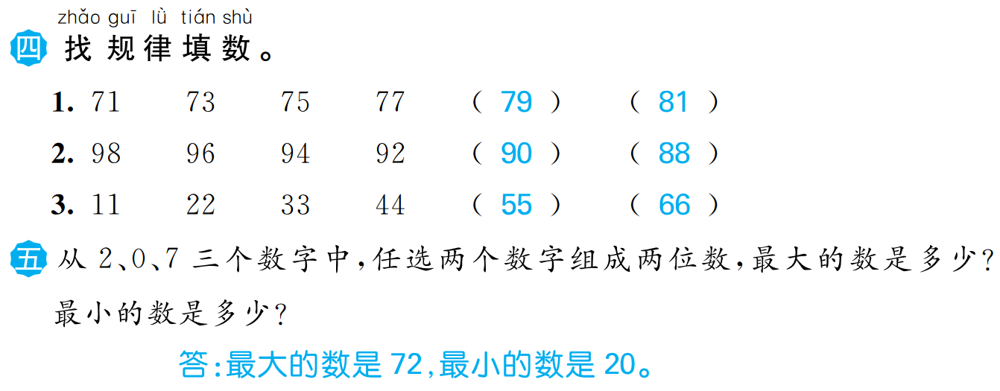 zhǎo guī lǜ tián shù
四 找规律填数。
1. 71 73 75 77 ( 79 ) ( 81 )
2. 98 96 94 92 ( 90 ) ( 88 )
3. 11 22 33 44 ( 55 ) ( 66 )
五 从 2、0、7 三个数字中,任选两个数字组成两位数,最大的数是多少?
最小的数是多少?
答:最大的数是 72,最小的数是 20。